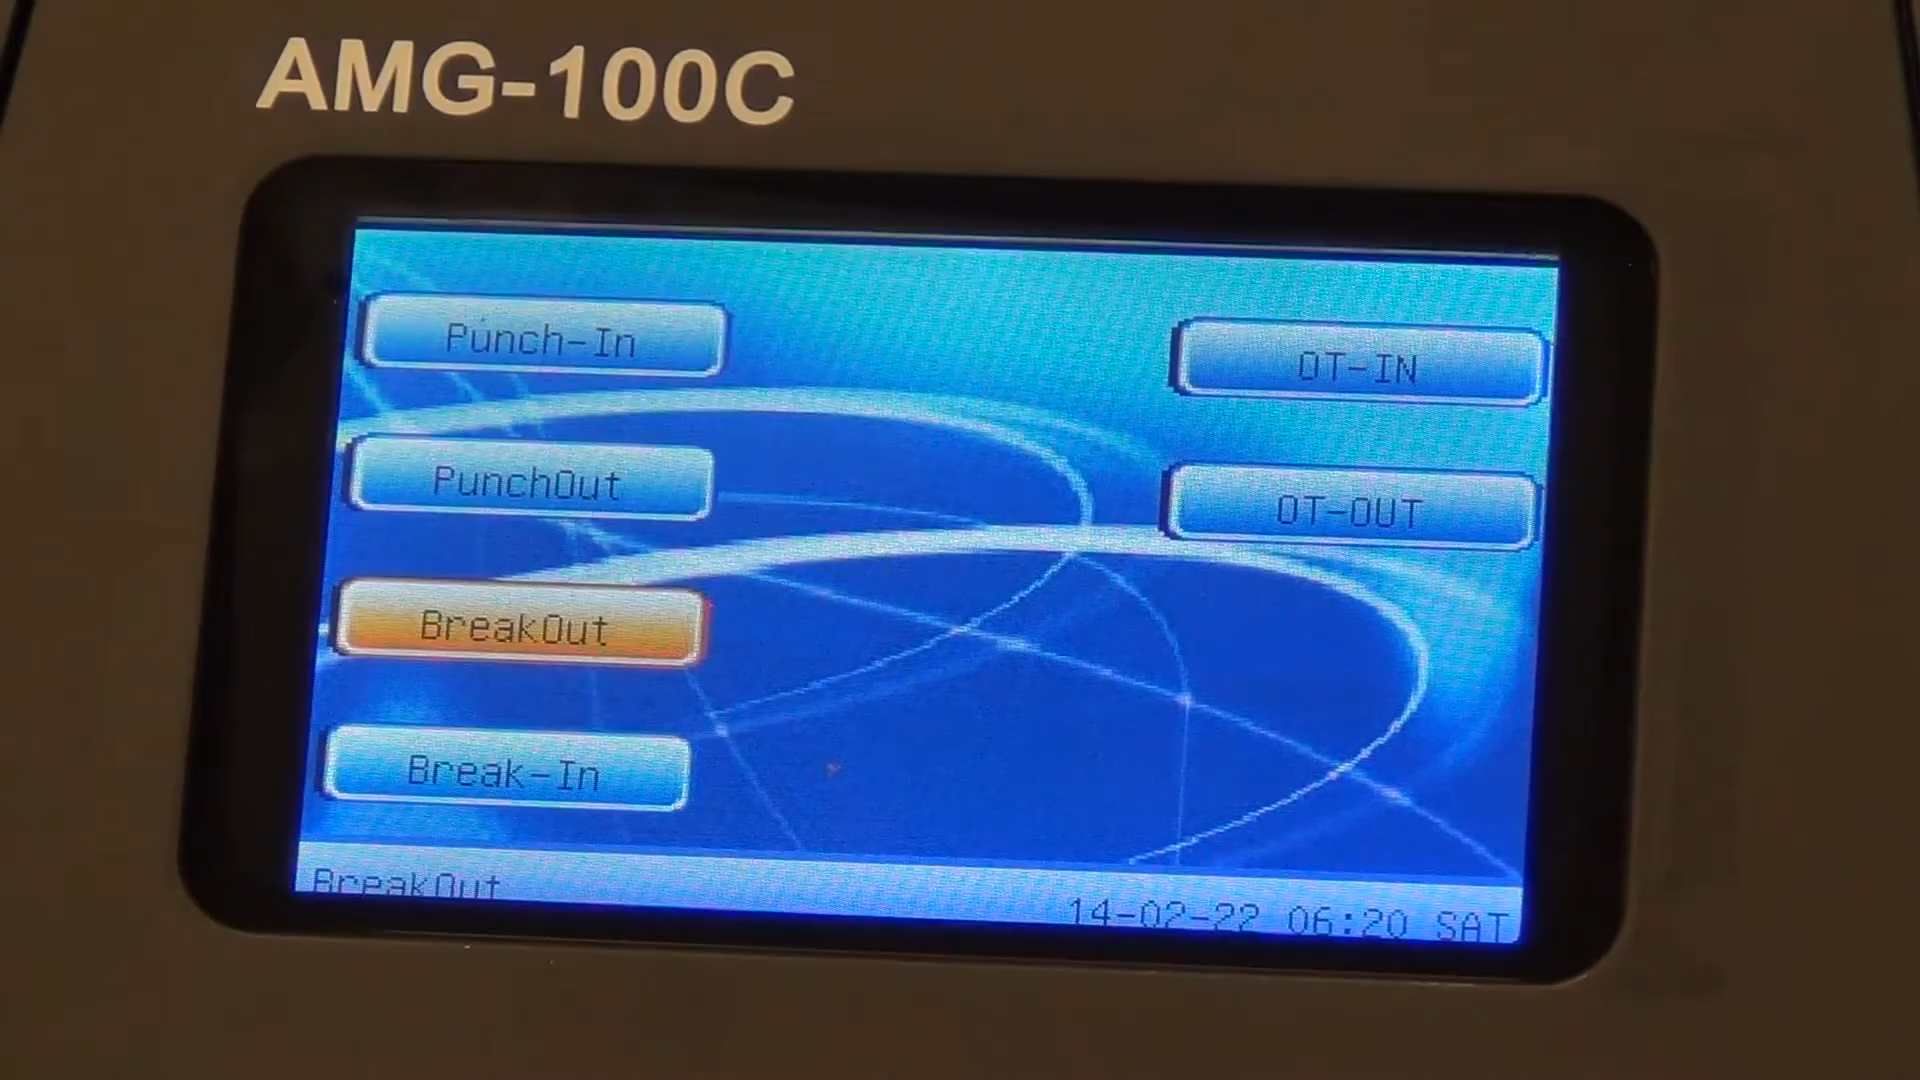 AMG-100C
Punch-In
OT-IN
PunchOut
OT-OUT
BreakOut
Break-In
BreakOut
14-02-22 06:20 SAT